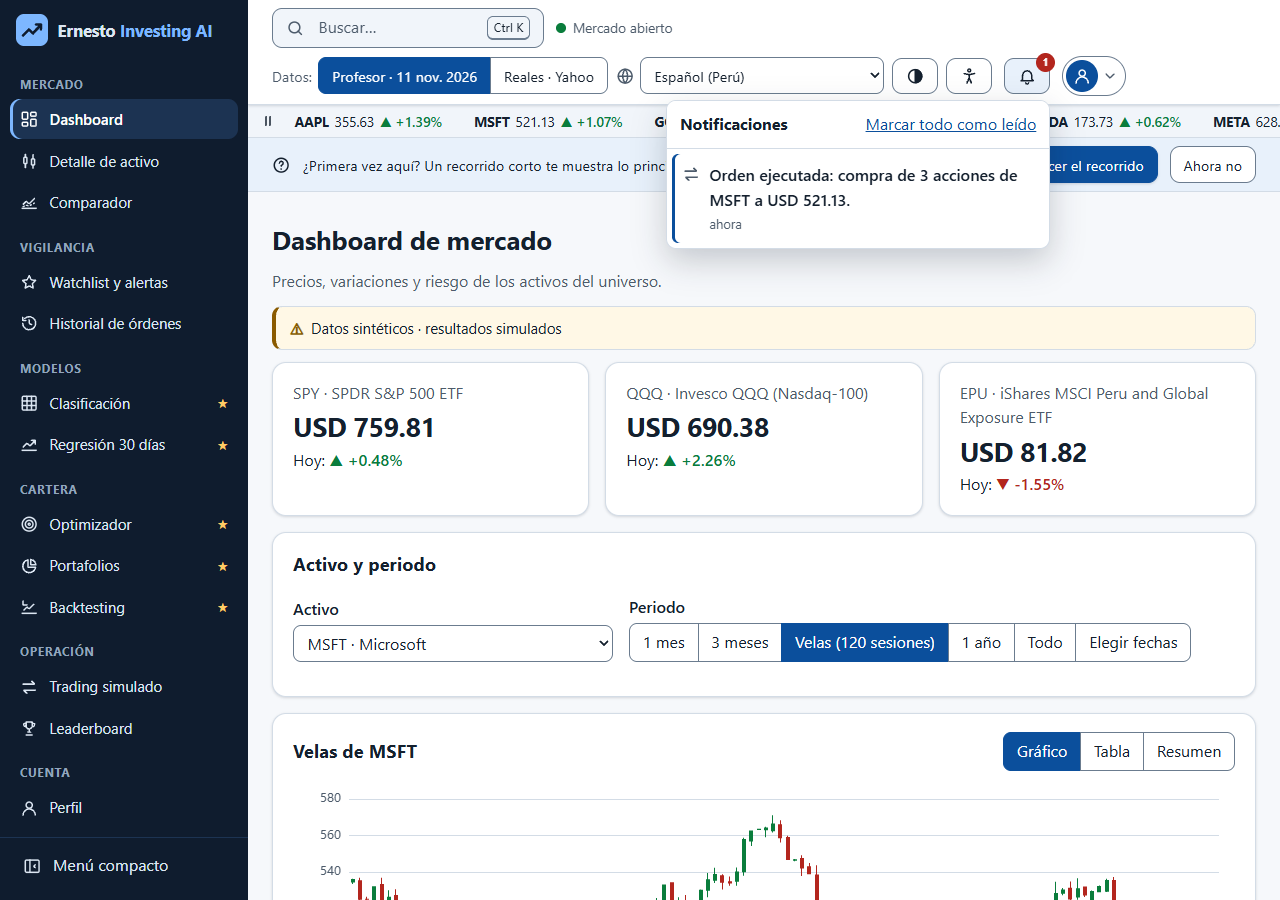 Ernesto Investing AI
MERCADO
Dashboard
Detalle de activo
Comparador
VIGILANCIA
Watchlist y alertas
Historial de órdenes
MODELOS
Clasificación
Regresión 30 días
CARTERA
Optimizador
Portafolios
Backtesting
OPERACIÓN
Trading simulado
Leaderboard
CUENTA
Perfil
Menú compacto
Buscar...
Ctrl K
Mercado abierto
Datos:
Profesor · 11 nov. 2026
Reales · Yahoo
Español (Perú)
1
AAPL 355.63 ▲ +1.39%
MSFT 521.13 ▲ +1.07%
173.73 ▲ +0.62%
META 628.
¿Primera vez aquí? Un recorrido corto te muestra lo
el recorrido
Ahora no
Notificaciones
Marcar todo como leído
Orden ejecutada: compra de 3 acciones de
MSFT a USD 521.13.
ahora
Dashboard de mercado
Precios, variaciones y riesgo de los activos del universo.
Datos sintéticos · resultados simulados
SPY · SPDR S&P 500 ETF
USD 759.81
Hoy: ▲ +0.48%
QQQ · Invesco QQQ (Nasdaq-100)
USD 690.38
Hoy: ▲ +2.26%
EPU · iShares MSCI Peru and Global
Exposure ETF
USD 81.82
Hoy: ▼ -1.55%
Activo y periodo
Activo
MSFT · Microsoft
Periodo
1 mes
3 meses
Velas (120 sesiones)
1 año
Todo
Elegir fechas
Velas de MSFT
Gráfico
Tabla
Resumen
580
560
540